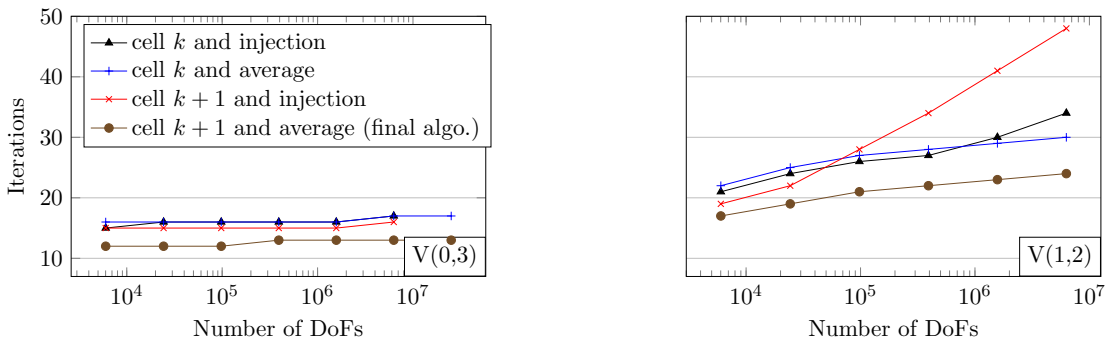 50
40
30
20
10
Iterations
cell k and injection
cell k and average
cell k + 1 and injection
cell k + 1 and average (final algo.)
V(0,3)
10^4 10^5 10^6 10^7
Number of DoFs
V(1,2)
10^4 10^5 10^6 10^7
Number of DoFs